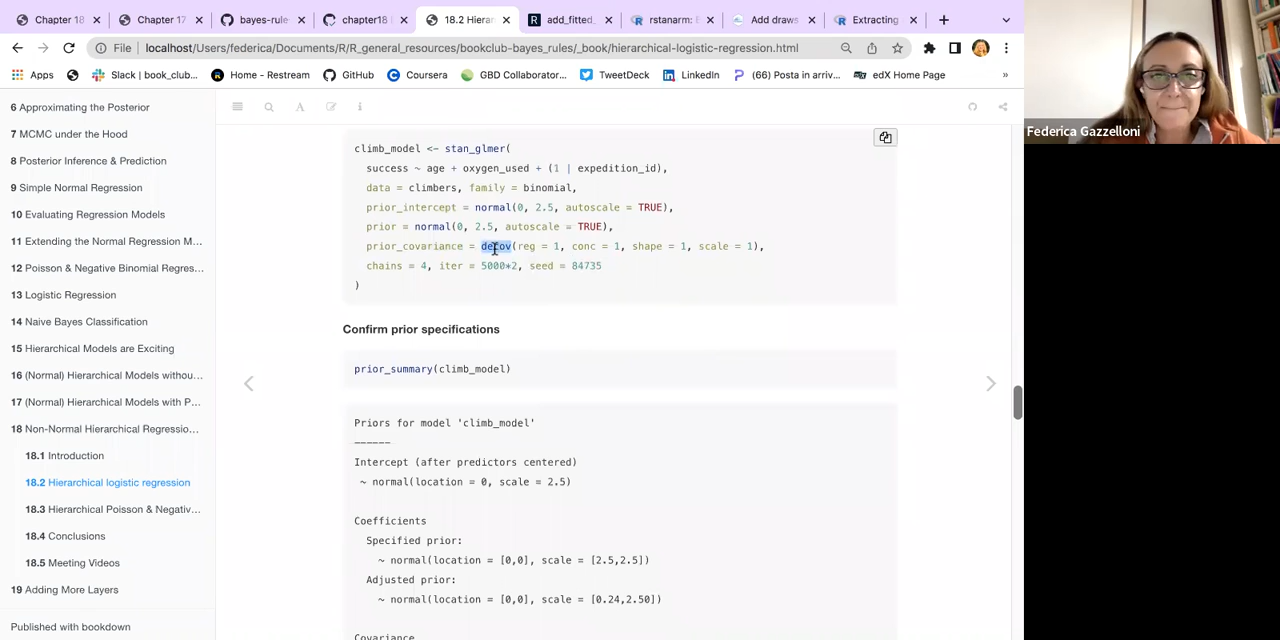 Chapter 18
Chapter 17
bayes-rule
chapter18
18.2 Hierar
add_fitted_
rstanarm: E
Add draws
Extracting
File localhost/Users/federica/Documents/R/R_general_resources/bookclub-bayes_rules/_book/hierarchical-logistic-regression.html
Apps
Slack | book_club...
Home - Restream
GitHub
Coursera
GBD Collaborator...
TweetDeck
LinkedIn
(66) Posta in arriv...
edX Home Page
»
6 Approximating the Posterior
7 MCMC under the Hood
8 Posterior Inference & Prediction
9 Simple Normal Regression
10 Evaluating Regression Models
11 Extending the Normal Regression M...
12 Poisson & Negative Binomial Regres...
13 Logistic Regression
14 Naive Bayes Classification
15 Hierarchical Models are Exciting
16 (Normal) Hierarchical Models withou...
17 (Normal) Hierarchical Models with P...
18 Non-Normal Hierarchical Regressio...
18.1 Introduction
18.2 Hierarchical logistic regression
18.3 Hierarchical Poisson & Negativ...
18.4 Conclusions
18.5 Meeting Videos
19 Adding More Layers
Published with bookdown
climb_model <- stan_glmer(
success ~ age + oxygen_used + (1 | expedition_id),
data = climbers, family = binomial,
prior_intercept = normal(0, 2.5, autoscale = TRUE),
prior = normal(0, 2.5, autoscale = TRUE),
prior_covariance = decov(reg = 1, conc = 1, shape = 1, scale = 1),
chains = 4, iter = 5000*2, seed = 84735
)
Confirm prior specifications
prior_summary(climb_model)
Priors for model 'climb_model'
------
Intercept (after predictors centered)
~ normal(location = 0, scale = 2.5)
Coefficients
Specified prior:
~ normal(location = [0,0], scale = [2.5,2.5])
Adjusted prior:
~ normal(location = [0,0], scale = [0.24,2.50])
Covariance
Federica Gazzelloni